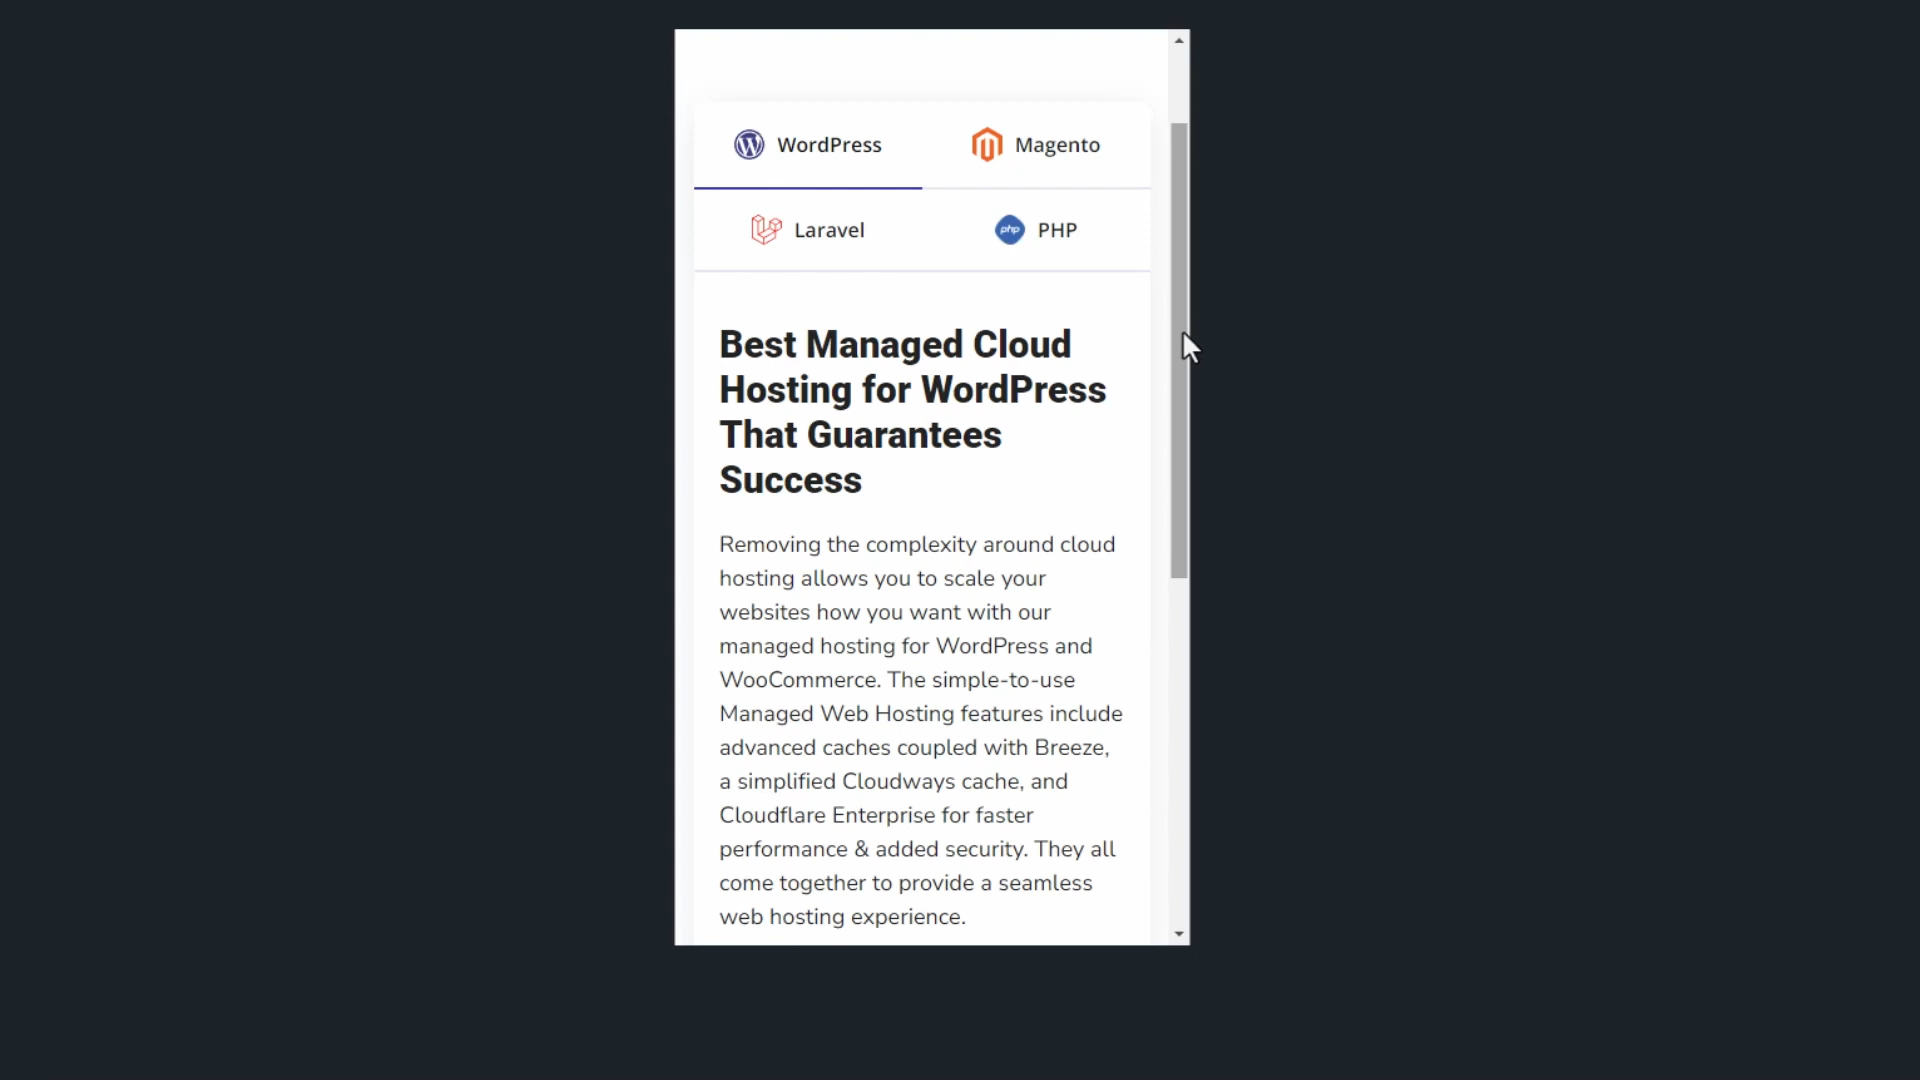 WordPress
Magento
Laravel
php PHP
Best Managed Cloud
Hosting for WordPress
That Guarantees
Success
Removing the complexity around cloud
hosting allows you to scale your
websites how you want with our
managed hosting for WordPress and
WooCommerce. The simple-to-use
Managed Web Hosting features include
advanced caches coupled with Breeze,
a simplified Cloudways cache, and
Cloudflare Enterprise for faster
performance & added security. They all
come together to provide a seamless
web hosting experience.